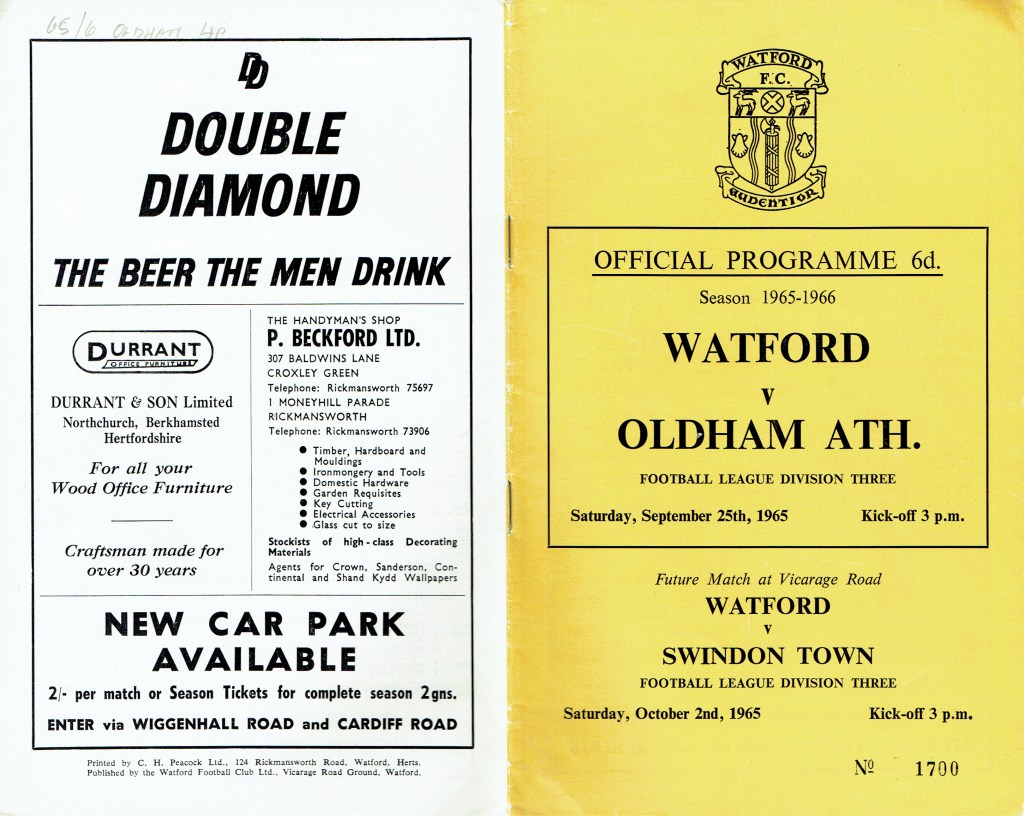 65/6 OLDHAM 4P
DD
DOUBLE
DIAMOND
THE BEER THE MEN DRINK
DURRANT
OFFICE FURNITURE
DURRANT & SON Limited
Northchurch, Berkhamsted
Hertfordshire
For all your
Wood Office Furniture
Craftsman made for
over 30 years
THE HANDYMAN'S SHOP
P. BECKFORD LTD.
307 BALDWINS LANE
CROXLEY GREEN
Telephone: Rickmansworth 75697
1 MONEYHILL PARADE
RICKMANSWORTH
Telephone: Rickmansworth 73906
● Timber, Hardboard and
Mouldings
● Ironmongery and Tools
● Domestic Hardware
● Garden Requisites
● Key Cutting
● Electrical Accessories
● Glass cut to size
Stockists of high-class Decorating
Materials
Agents for Crown, Sanderson, Con-
tinental and Shand Kydd Wallpapers
NEW CAR PARK
AVAILABLE
2/- per match or Season Tickets for complete season 2gns.
ENTER via WIGGENHALL ROAD and CARDIFF ROAD
Printed by C. H. Peacock Ltd., 124 Rickmansworth Road, Watford, Herts.
Published by the Watford Football Club Ltd., Vicarage Road Ground, Watford.
WATFORD
F.C.
AUDENTIOR
OFFICIAL PROGRAMME 6d.
Season 1965-1966
WATFORD
v
OLDHAM ATH.
FOOTBALL LEAGUE DIVISION THREE
Saturday, September 25th, 1965 Kick-off 3 p.m.
Future Match at Vicarage Road
WATFORD
v
SWINDON TOWN
FOOTBALL LEAGUE DIVISION THREE
Saturday, October 2nd, 1965 Kick-off 3 p.m.
Nº 1700